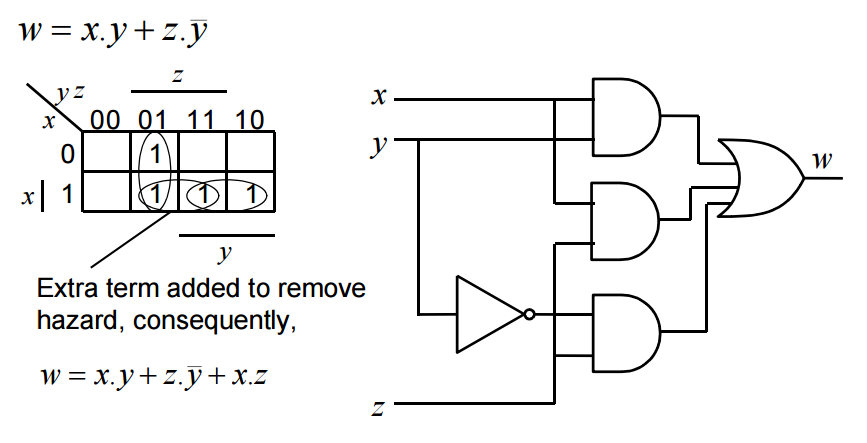 w = x.y + z.ȳ
z
yz
x 00 01 11 10
0 1
x 1 1 1 1
y
Extra term added to remove
hazard, consequently,
w = x.y + z.ȳ + x.z
x
y
z
w